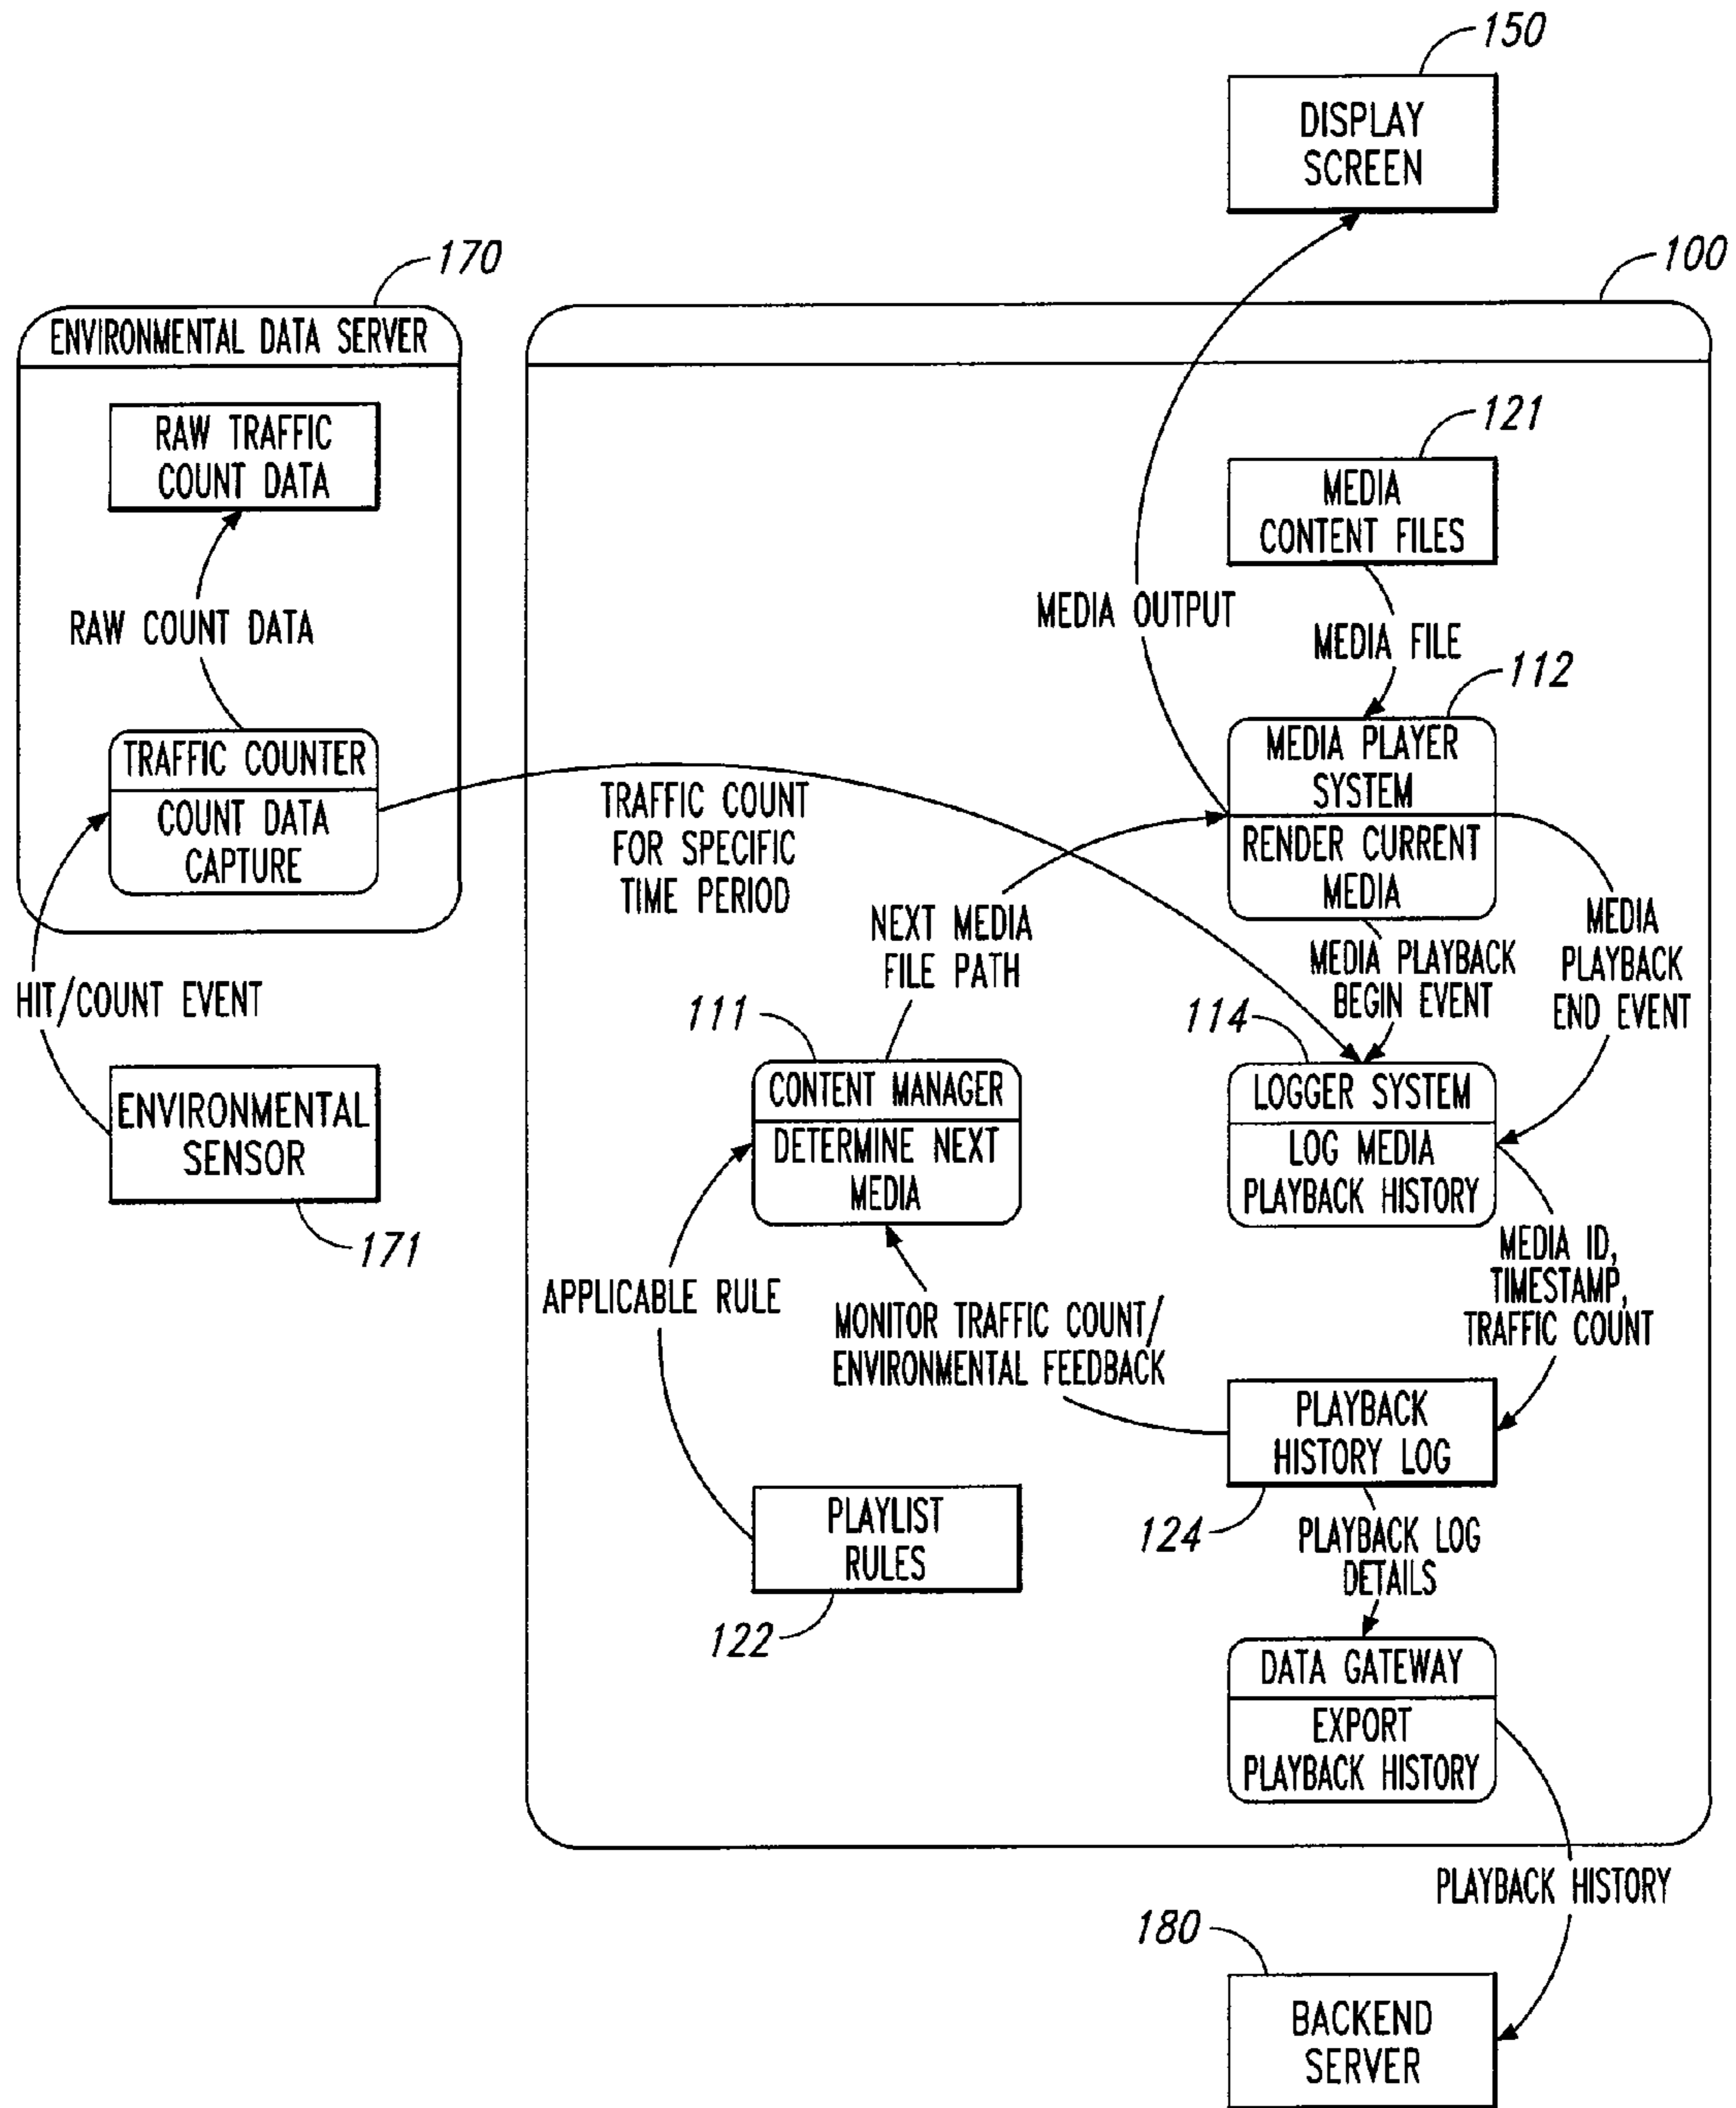 150
DISPLAY
SCREEN
170
100
ENVIRONMENTAL DATA SERVER
RAW TRAFFIC
COUNT DATA
RAW COUNT DATA
TRAFFIC COUNTER
COUNT DATA
CAPTURE
HIT/COUNT EVENT
ENVIRONMENTAL
SENSOR
171
121
MEDIA
CONTENT FILES
MEDIA OUTPUT
MEDIA FILE
112
MEDIA PLAYER
SYSTEM
RENDER CURRENT
MEDIA
TRAFFIC COUNT
FOR SPECIFIC
TIME PERIOD
NEXT MEDIA
FILE PATH
MEDIA PLAYBACK
BEGIN EVENT
MEDIA
PLAYBACK
END EVENT
111
CONTENT MANAGER
DETERMINE NEXT
MEDIA
114
LOGGER SYSTEM
LOG MEDIA
PLAYBACK HISTORY
APPLICABLE RULE
MONITOR TRAFFIC COUNT/
ENVIRONMENTAL FEEDBACK
MEDIA ID,
TIMESTAMP,
TRAFFIC COUNT
PLAYBACK
HISTORY LOG
124
PLAYLIST
RULES
122
PLAYBACK LOG
DETAILS
DATA GATEWAY
EXPORT
PLAYBACK HISTORY
PLAYBACK HISTORY
180
BACKEND
SERVER